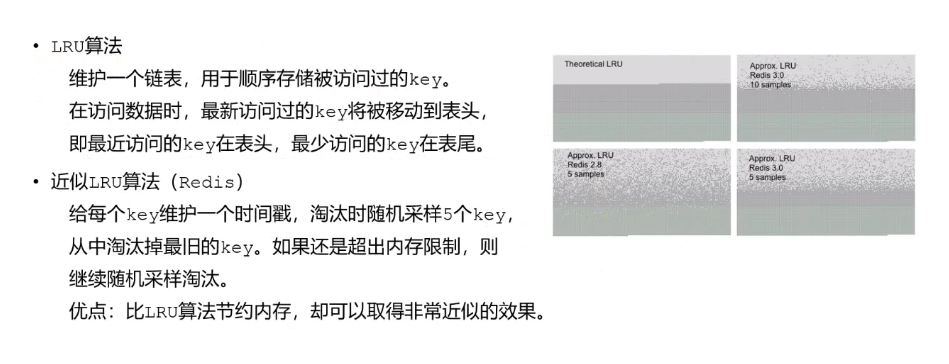 • LRU算法
维护一个链表，用于顺序存储被访问过的key。
在访问数据时，最新访问过的key将被移动到表头，
即最近访问的key在表头，最少访问的key在表尾。
• 近似LRU算法（Redis）
给每个key维护一个时间戳，淘汰时随机采样5个key，
从中淘汰掉最旧的key。如果还是超出内存限制，则
继续随机采样淘汰。
优点：比LRU算法节约内存，却可以取得非常近似的效果。
Theoretical LRU
Approx. LRU
Redis 3.0
10 samples
Approx. LRU
Redis 2.8
5 samples
Approx. LRU
Redis 3.0
5 samples